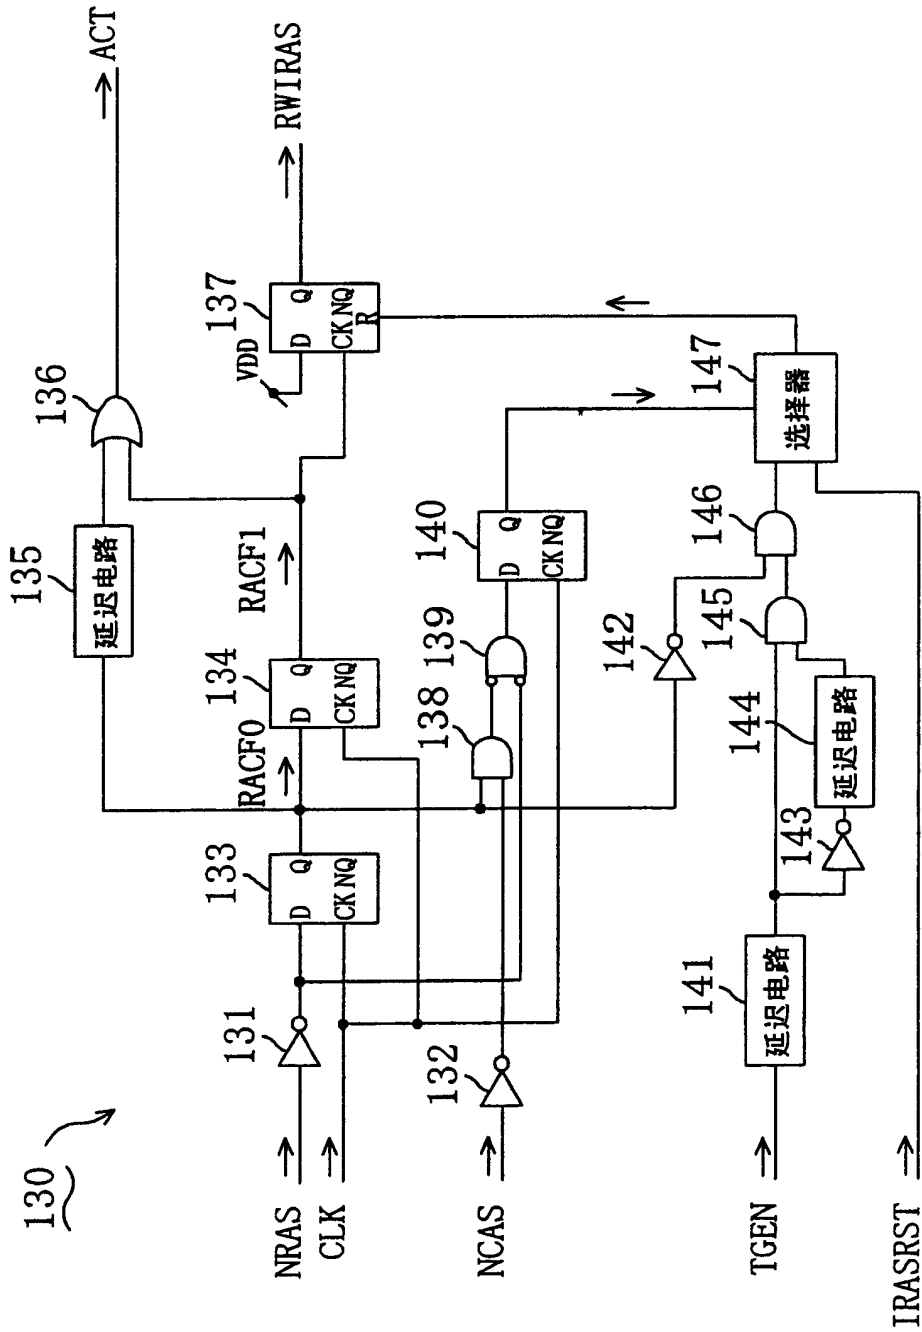 130
NRAS
CLK
NCAS
TGEN
IRASRST
131
132
133
D Q
CK NQ
RACF0
134
D Q
CK NQ
RACF1
135
延迟电路
136
ACT
VDD
137
D Q
CK NQ
R
RWIRAS
138
139
140
D Q
CK NQ
141
延迟电路
142
143
144
延迟电路
145
146
147
选择器